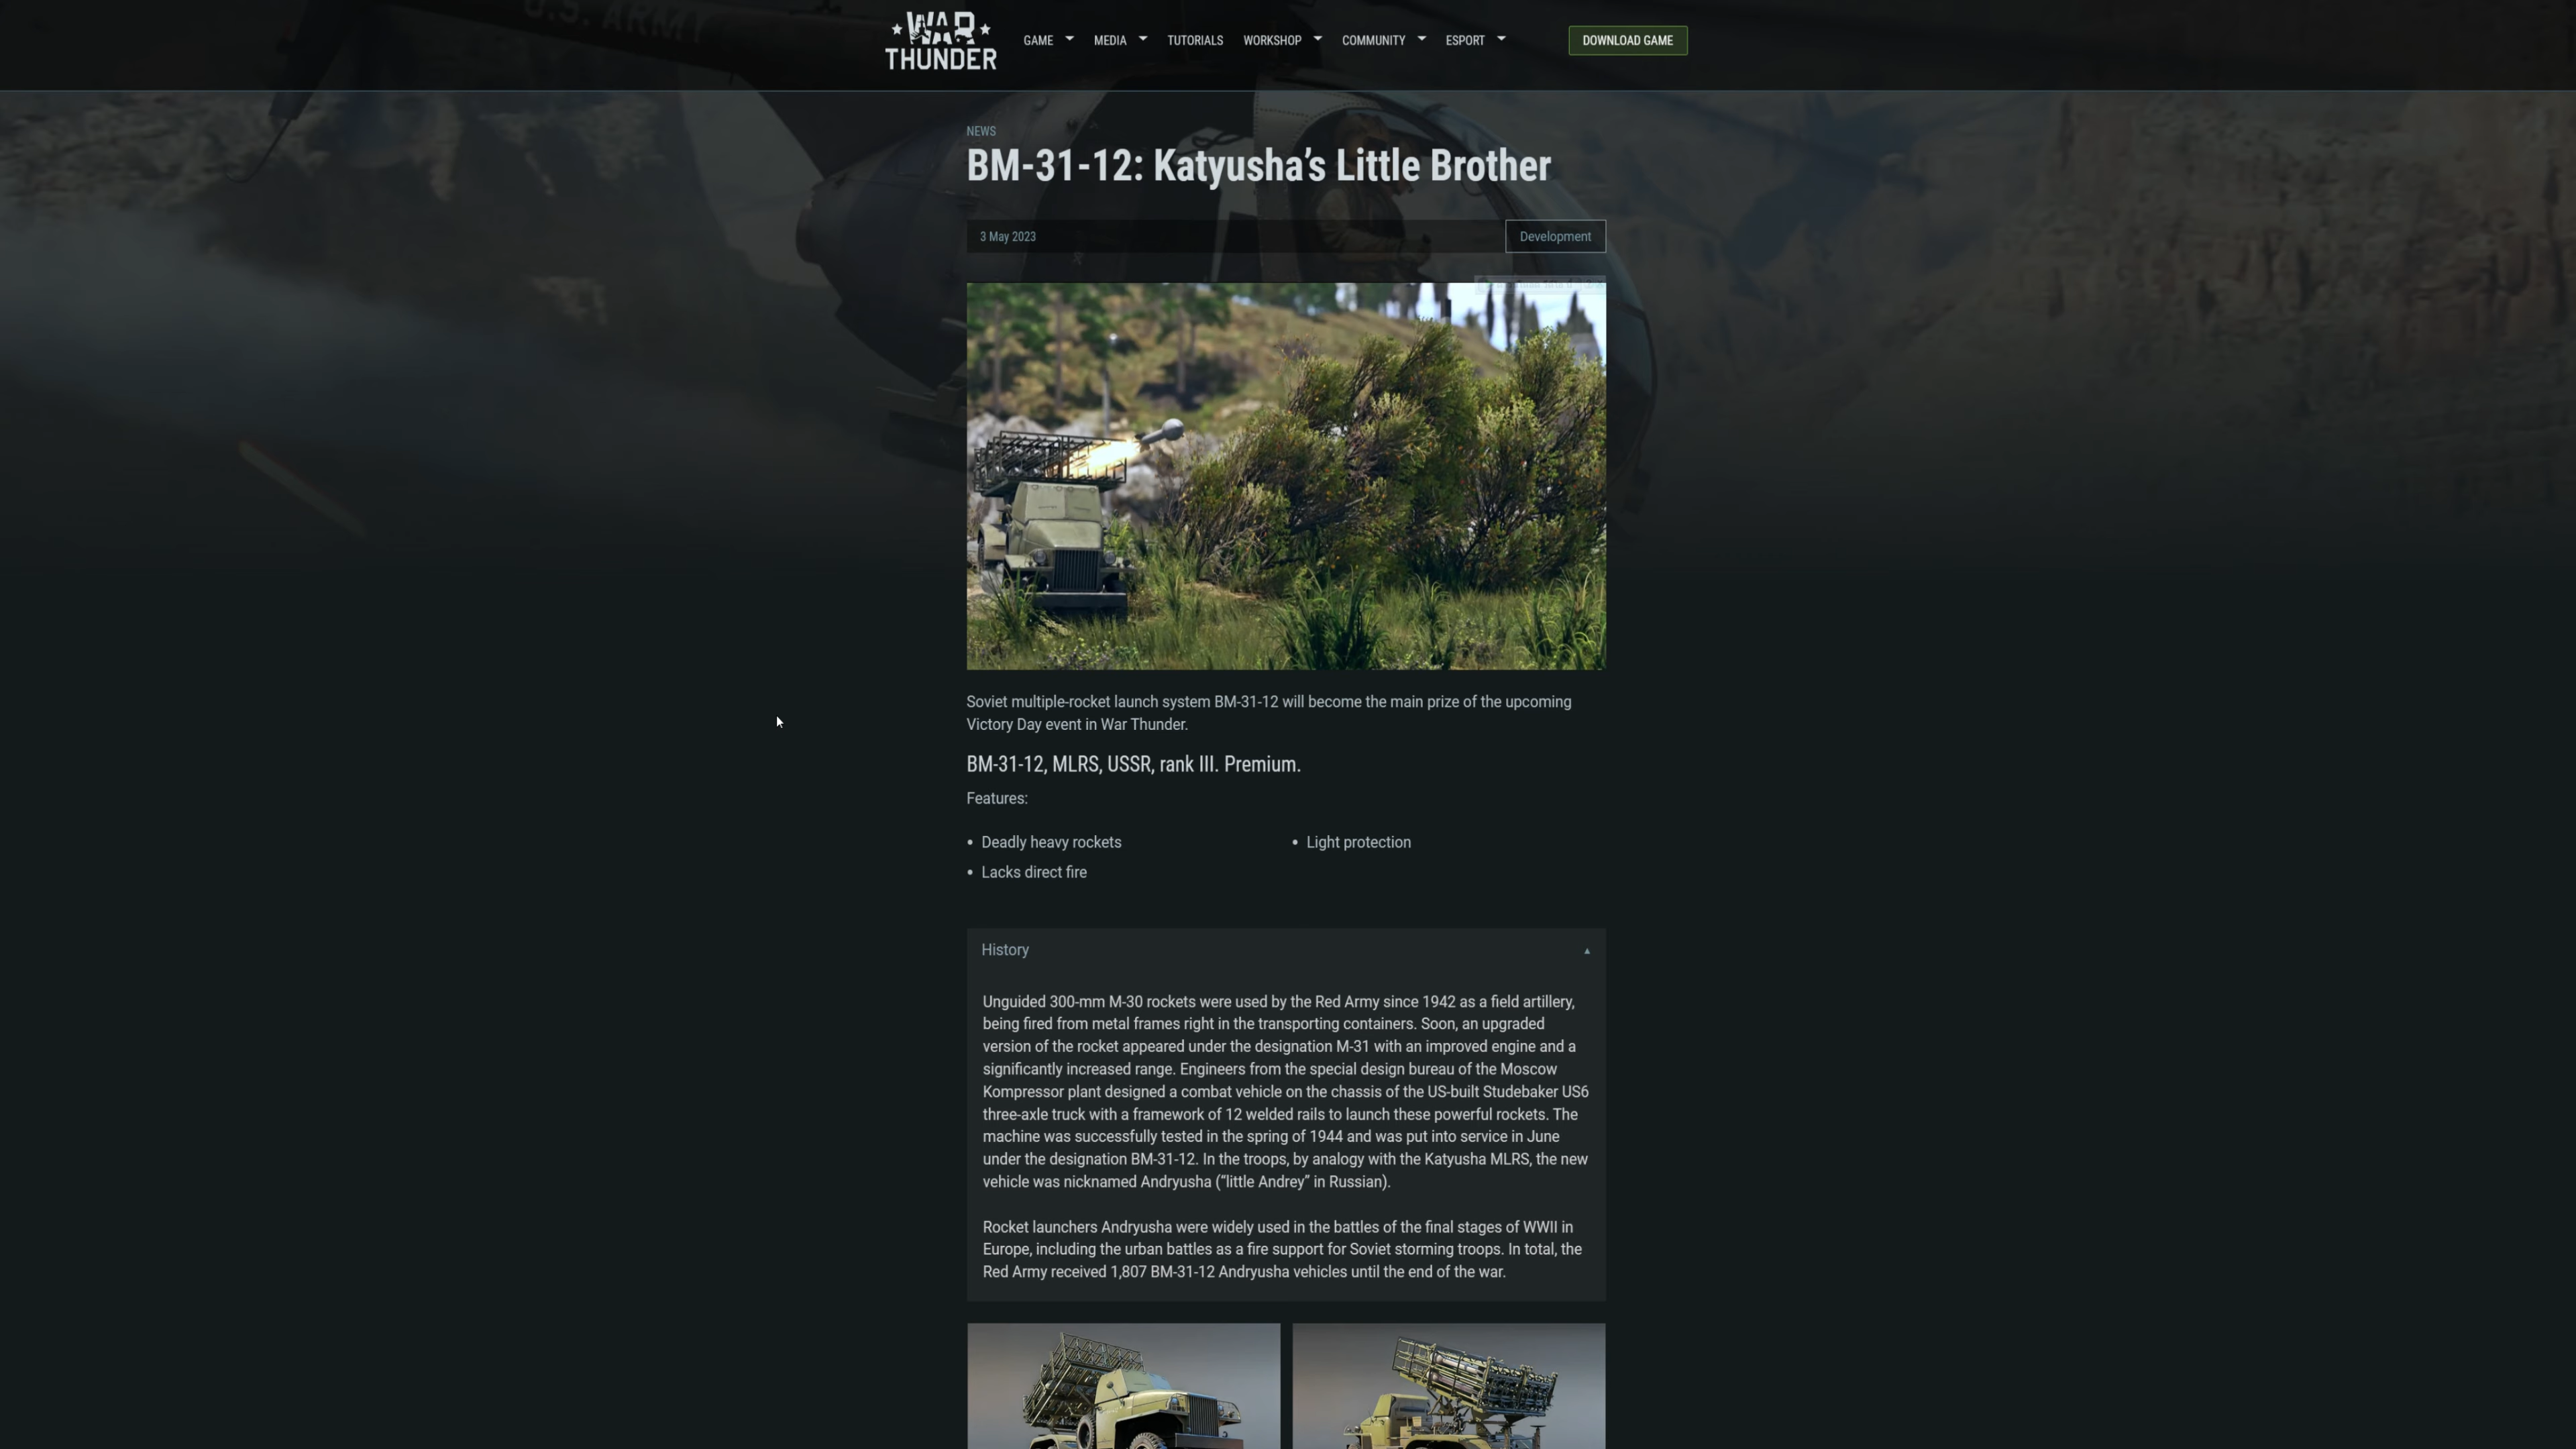 U.S. ARMY
WAR
THUNDER
GAME
MEDIA
TUTORIALS
WORKSHOP
COMMUNITY
ESPORT
DOWNLOAD GAME
NEWS
BM-31-12: Katyusha’s Little Brother
3 May 2023
Development
Soviet multiple-rocket launch system BM-31-12 will become the main prize of the upcoming
Victory Day event in War Thunder.
BM-31-12, MLRS, USSR, rank III. Premium.
Features:
• Deadly heavy rockets
• Light protection
• Lacks direct fire
History
Unguided 300-mm M-30 rockets were used by the Red Army since 1942 as a field artillery,
being fired from metal frames right in the transporting containers. Soon, an upgraded
version of the rocket appeared under the designation M-31 with an improved engine and a
significantly increased range. Engineers from the special design bureau of the Moscow
Kompressor plant designed a combat vehicle on the chassis of the US-built Studebaker US6
three-axle truck with a framework of 12 welded rails to launch these powerful rockets. The
machine was successfully tested in the spring of 1944 and was put into service in June
under the designation BM-31-12. In the troops, by analogy with the Katyusha MLRS, the new
vehicle was nicknamed Andryusha (“little Andrey” in Russian).
Rocket launchers Andryusha were widely used in the battles of the final stages of WWII in
Europe, including the urban battles as a fire support for Soviet storming troops. In total, the
Red Army received 1,807 BM-31-12 Andryusha vehicles until the end of the war.